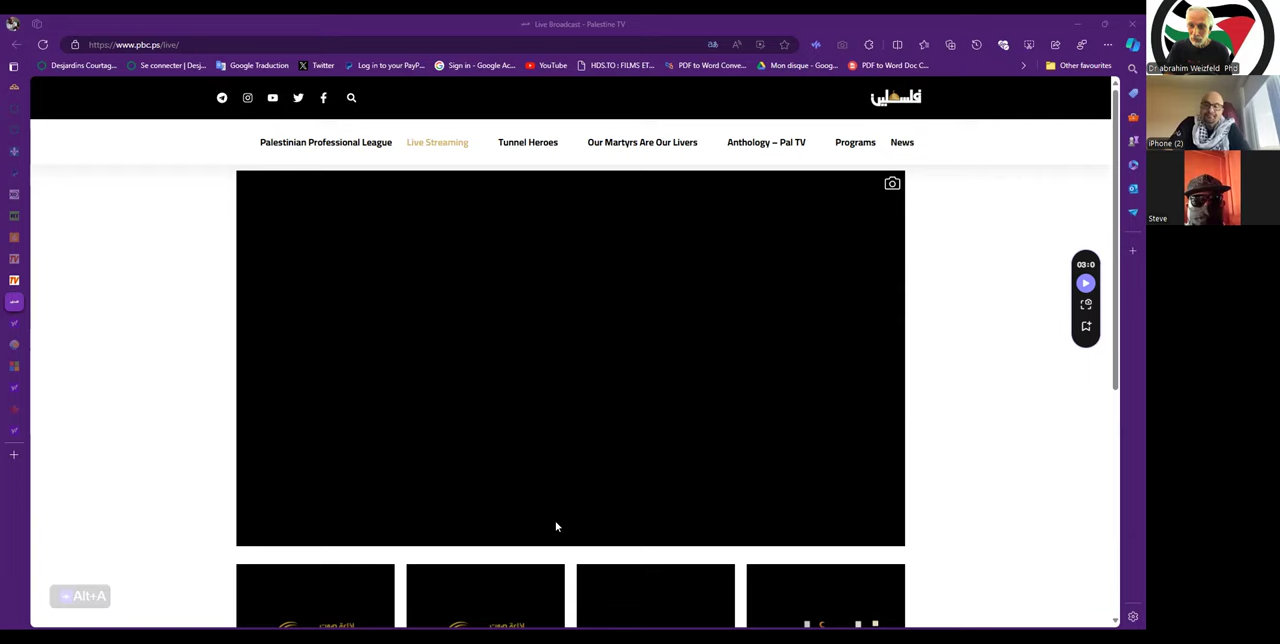 Live Broadcast - Palestine TV
https://www.pbc.ps/live/
Desjardins Courtag...
Se connecter | Desj...
Google Traduction
Twitter
Log in to your PayP...
Sign in - Google Ac...
YouTube
HDS.TO : FILMS ET...
PDF to Word Conve...
Mon disque - Goog...
PDF to Word Doc C...
Other favourites
فلسطين
Palestinian Professional League
Live Streaming
Tunnel Heroes
Our Martyrs Are Our Livers
Anthology – Pal TV
Programs
News
03:0
Alt+A
Dr abrahim Weizfeld PhD
iPhone (2)
Steve